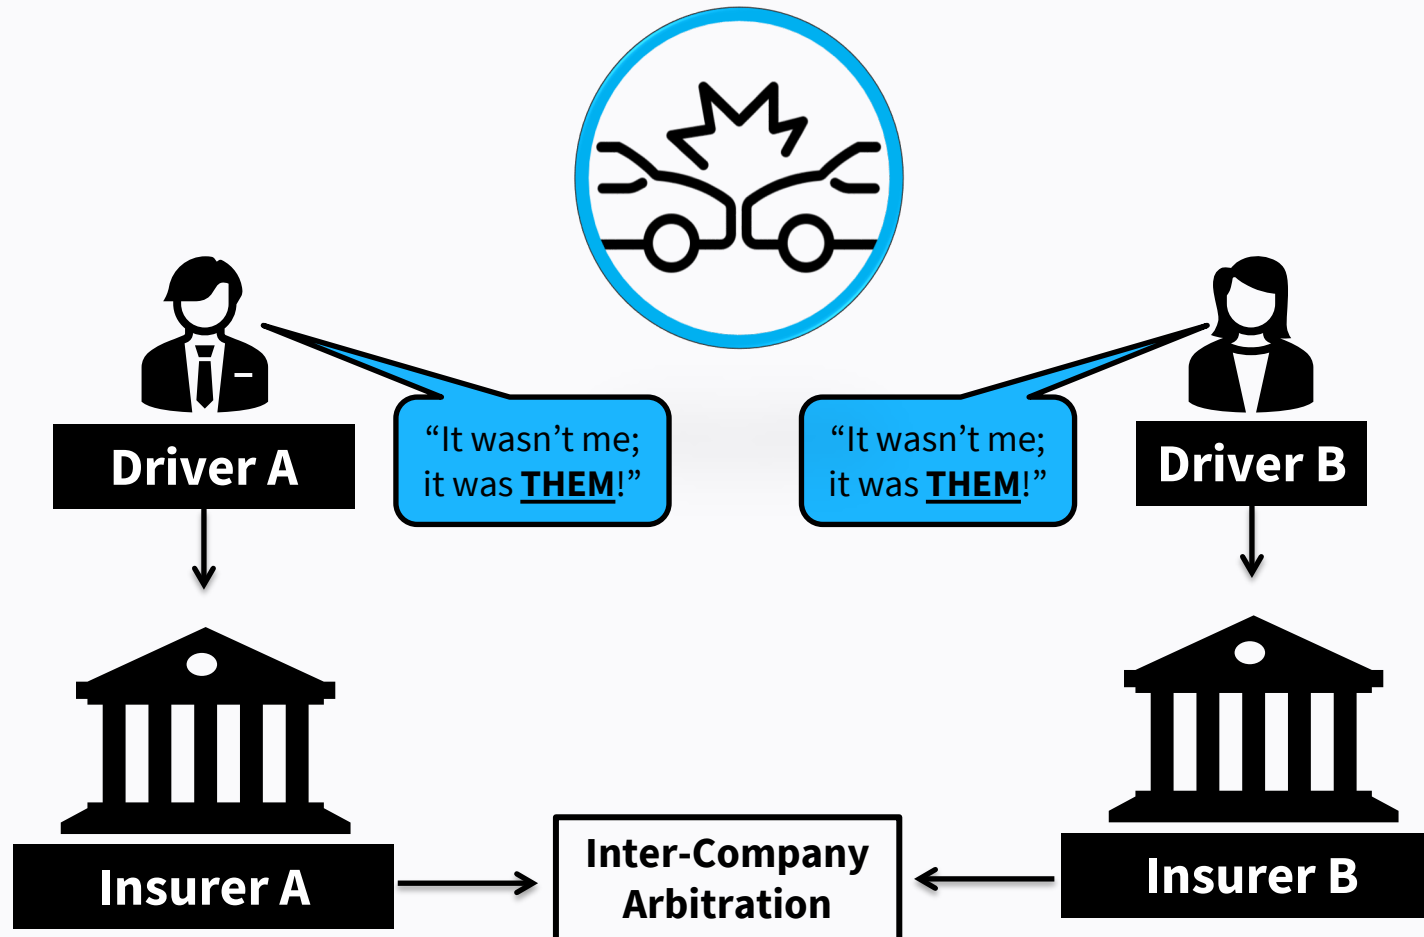 “It wasn’t me;
it was THEM!”
“It wasn’t me;
it was THEM!”
Driver A
Driver B
Insurer A
Inter-Company
Arbitration
Insurer B